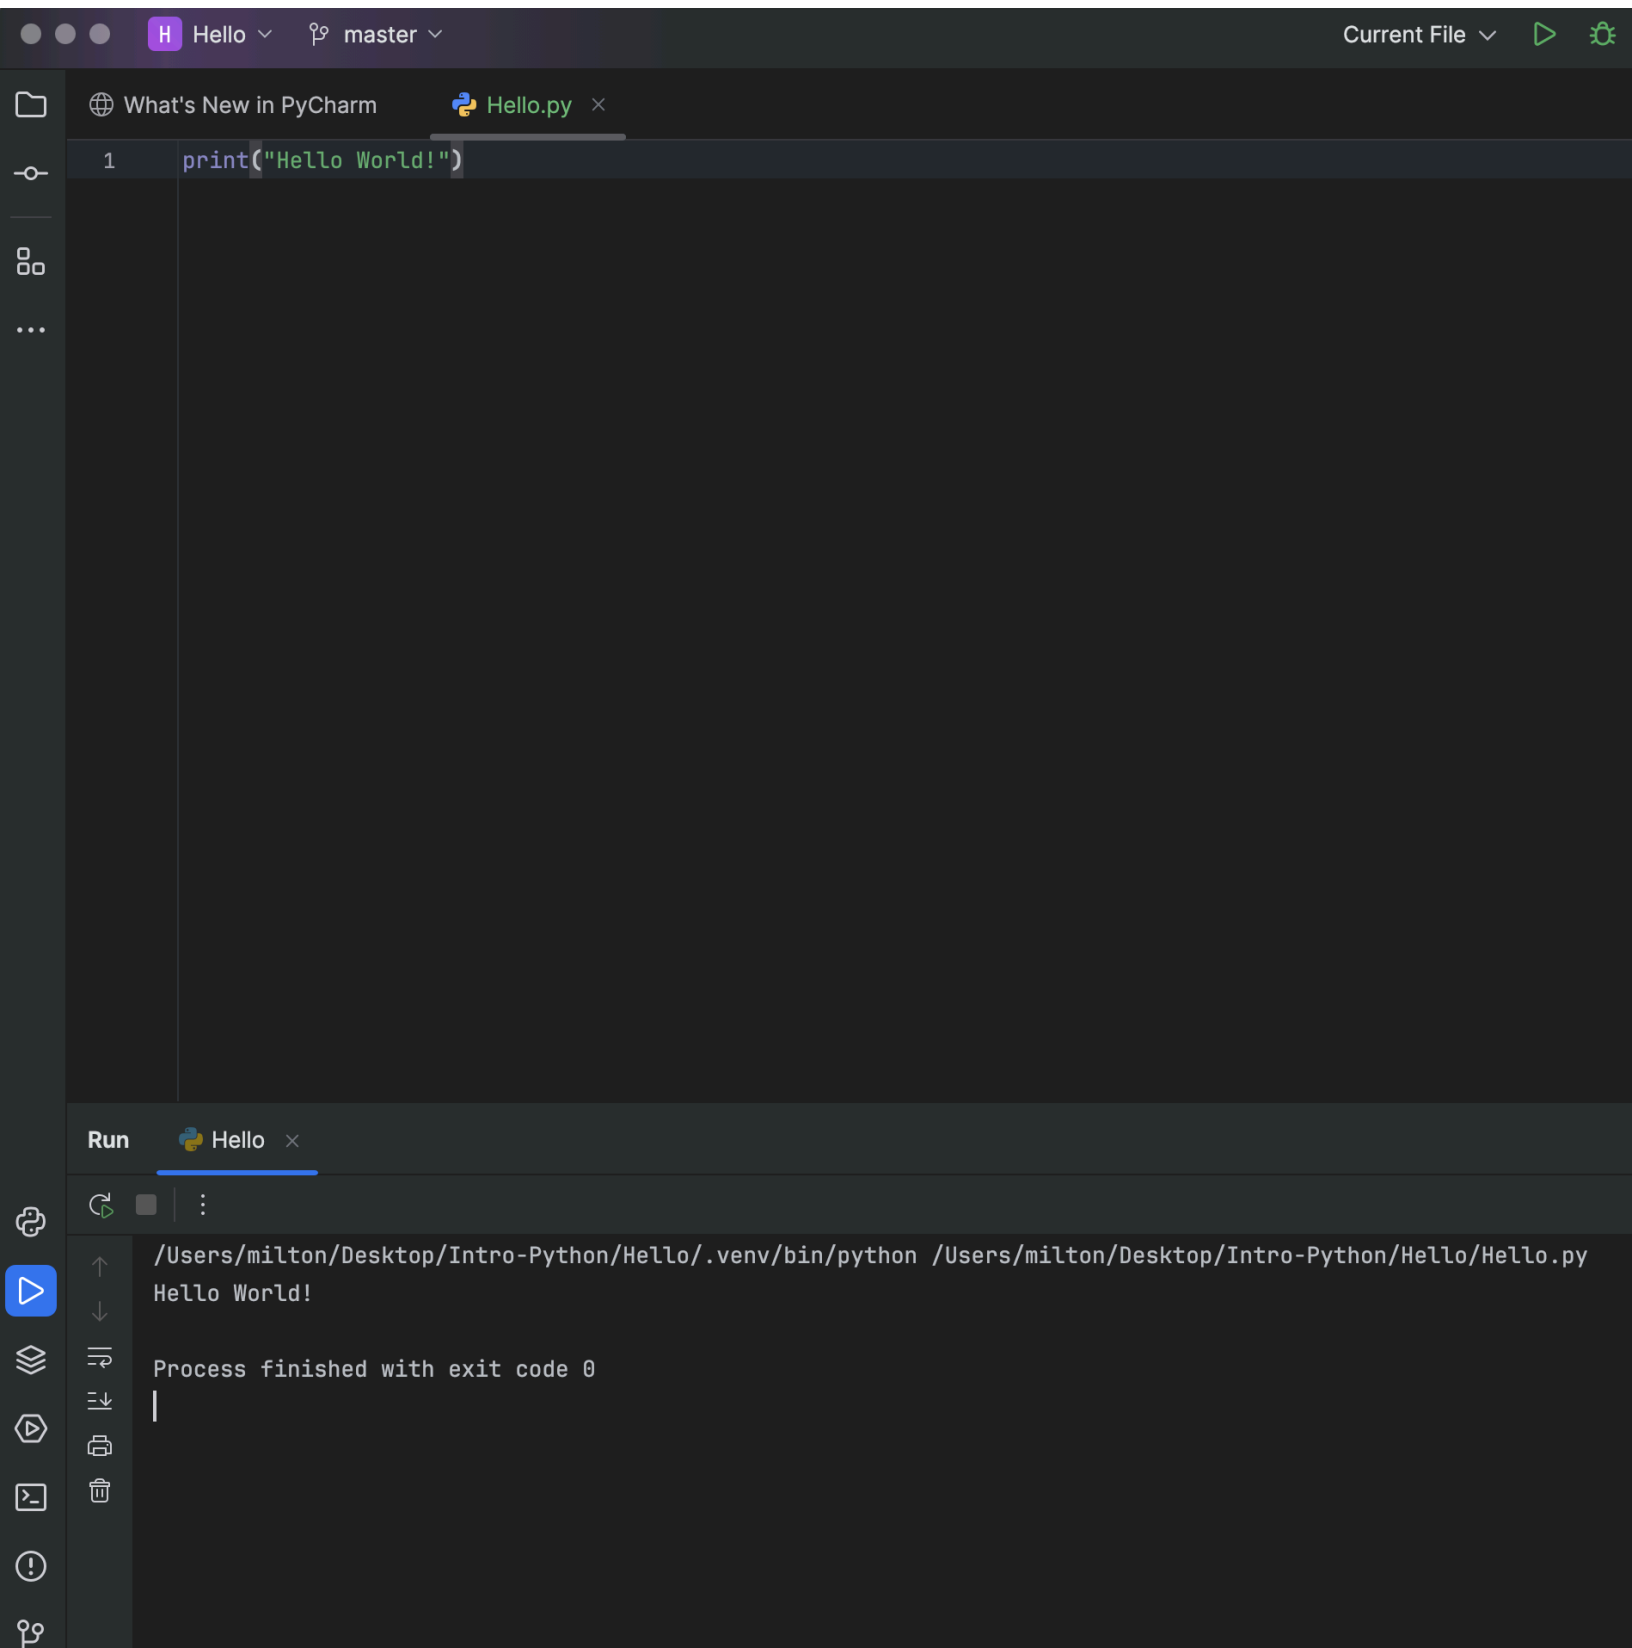 H Hello master Current File
What's New in PyCharm Hello.py
1 print("Hello World!")
Run Hello
/Users/milton/Desktop/Intro-Python/Hello/.venv/bin/python /Users/milton/Desktop/Intro-Python/Hello/Hello.py
Hello World!
Process finished with exit code 0